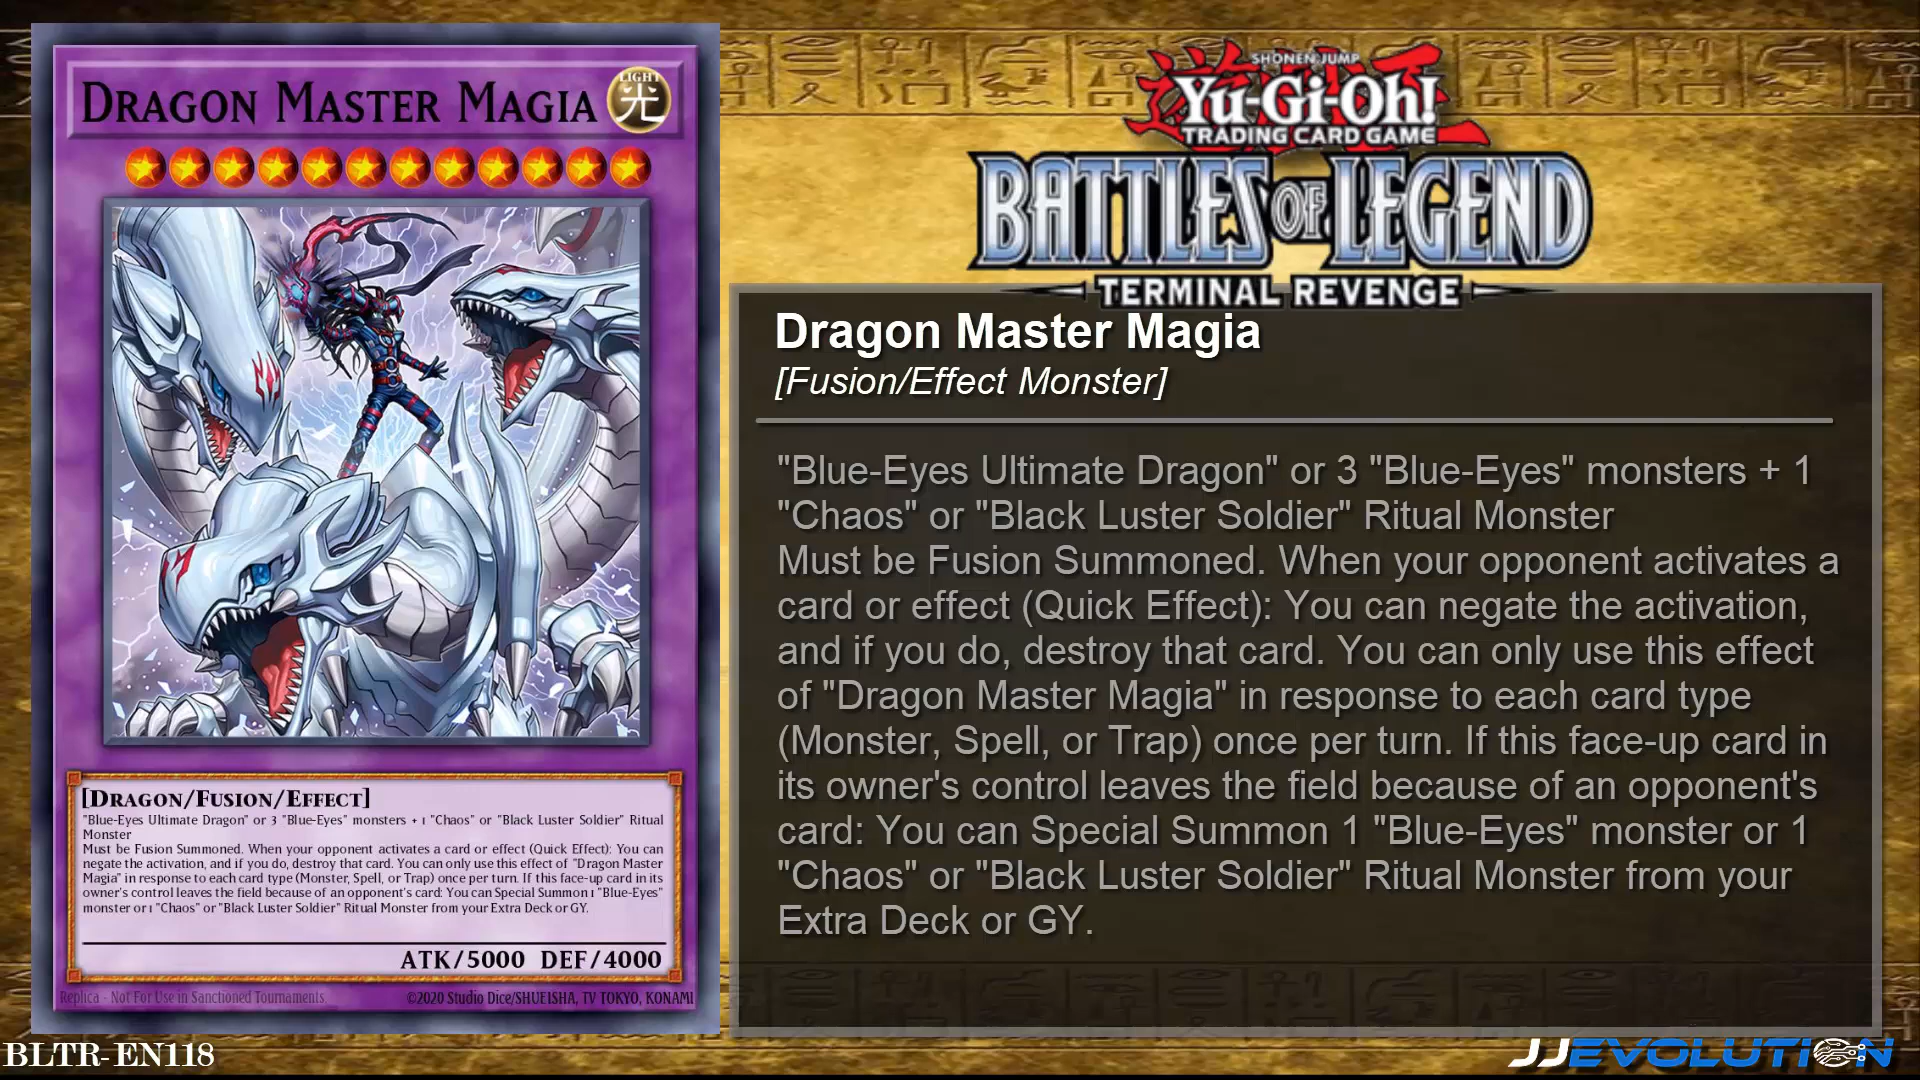 DRAGON MASTER MAGIA
LIGHT
光
"Blue-Eyes Ultimate Dragon" or 3 "Blue-Eyes" monsters + 1 "Chaos" or "Black Luster Soldier" Ritual
[DRAGON/FUSION/EFFECT]
Monster
Must be Fusion Summoned. When your opponent activates a card or effect (Quick Effect): You can
negate the activation, and if you do, destroy that card. You can only use this effect of "Dragon Master
Magia" in response to each card type (Monster, Spell, or Trap) once per turn. If this face-up card in its
owner's control leaves the field because of an opponent's card: You can Special Summon 1 "Blue-Eyes"
monster or 1 "Chaos" or "Black Luster Soldier" Ritual Monster from your Extra Deck or GY.
ATK/5000 DEF/4000
Replica - Not For Use in Sanctioned Tournaments
©2020 Studio Dice/SHUEISHA, TV TOKYO, KONAMI
BLTR-EN118
SHONEN JUMP
Yu-Gi-Oh!
TRADING CARD GAME
BATTLES OF LEGEND
TERMINAL REVENGE
Dragon Master Magia
[Fusion/Effect Monster]
"Blue-Eyes Ultimate Dragon" or 3 "Blue-Eyes" monsters + 1
"Chaos" or "Black Luster Soldier" Ritual Monster
Must be Fusion Summoned. When your opponent activates a
card or effect (Quick Effect): You can negate the activation,
and if you do, destroy that card. You can only use this effect
of "Dragon Master Magia" in response to each card type
(Monster, Spell, or Trap) once per turn. If this face-up card in
its owner's control leaves the field because of an opponent's
card: You can Special Summon 1 "Blue-Eyes" monster or 1
"Chaos" or "Black Luster Soldier" Ritual Monster from your
Extra Deck or GY.
JJEVOLUTION